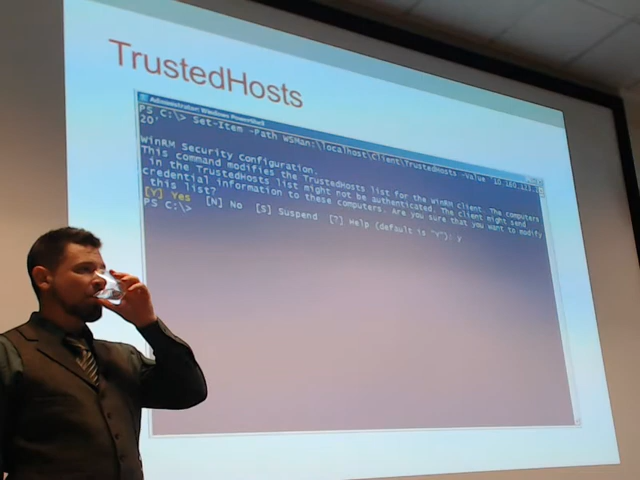 TrustedHosts
Administrator: Windows PowerShell
PS C:\> Set-Item -Path WSMan:\localhost\Client\TrustedHosts -Value
20'
WinRM Security Configuration.
This command modifies the TrustedHosts list for the WinRM client. The computers
in the TrustedHosts list might not be authenticated. The client might send
credential information to these computers. Are you sure that you want to modify
this list?
[Y] Yes [N] No [S] Suspend [?] Help (default is "Y"): y
PS C:\>